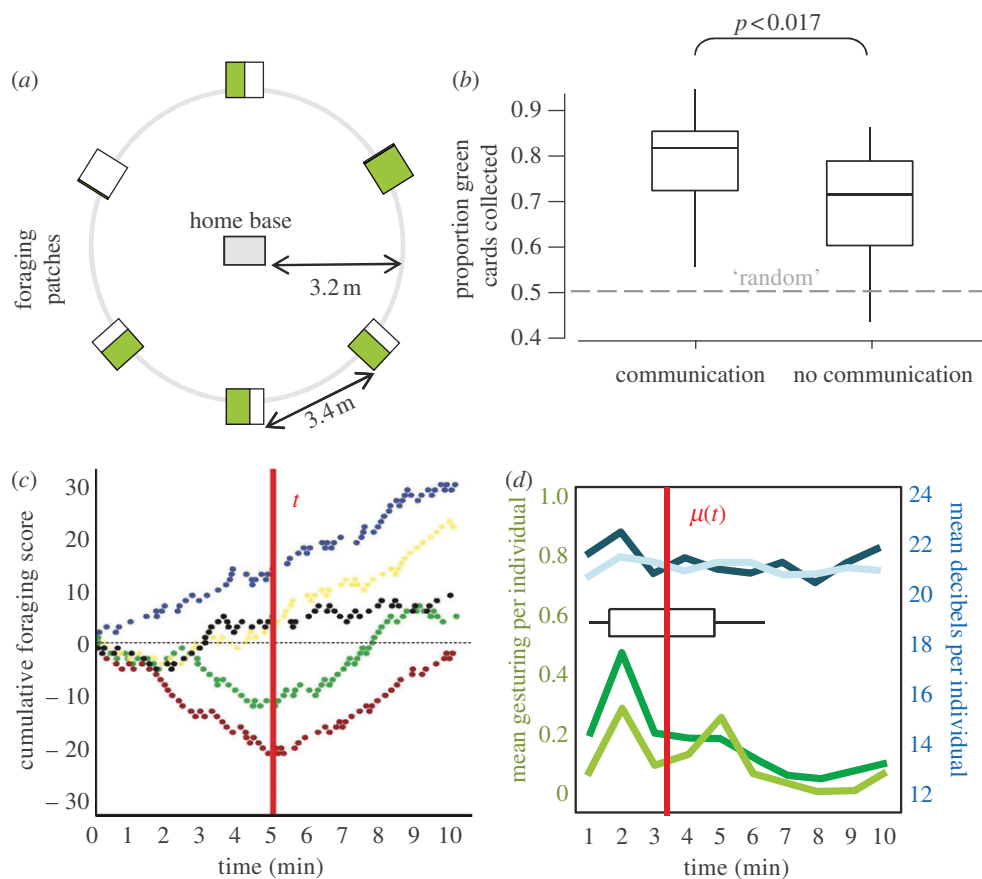 (a)
home base
3.2 m
3.4 m
foraging
patches
(b)
p < 0.017
0.9
0.8
0.7
0.6
0.5
0.4
'random'
proportion green
cards collected
communication
no communication
(c)
t
30
20
10
0
– 10
– 20
– 30
cumulative foraging score
0 1 2 3 4 5 6 7 8 9 10
time (min)
(d)
μ(t)
1.0
0.8
0.6
0.4
0.2
0
mean gesturing per individual
24
22
20
18
16
14
12
mean decibels per individual
1 2 3 4 5 6 7 8 9 10
time (min)